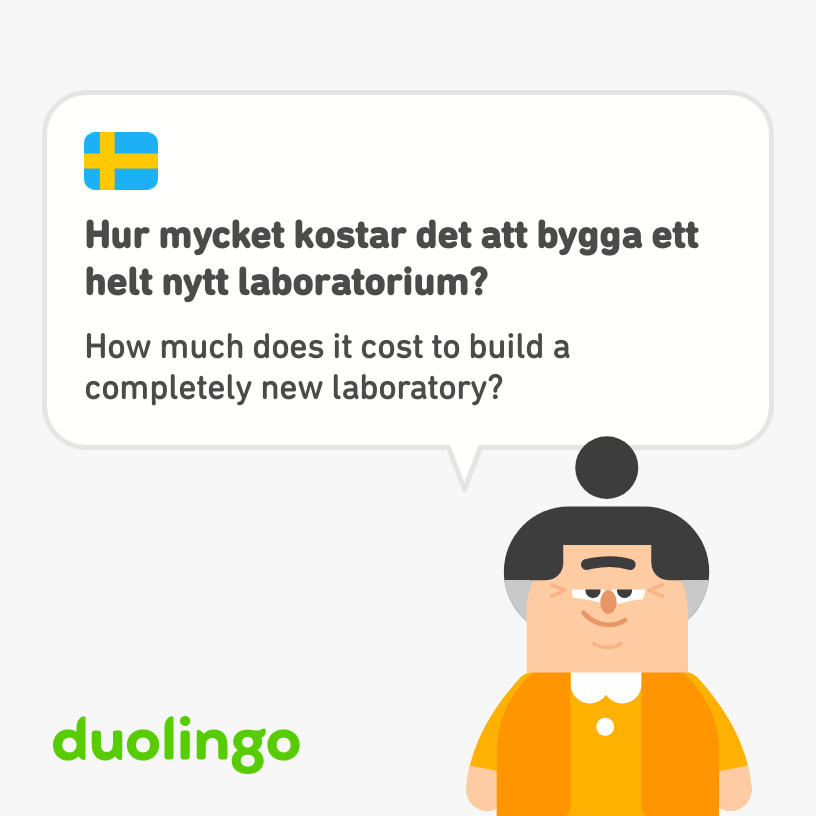 Hur mycket kostar det att bygga ett
helt nytt laboratorium?
How much does it cost to build a
completely new laboratory?
duolingo